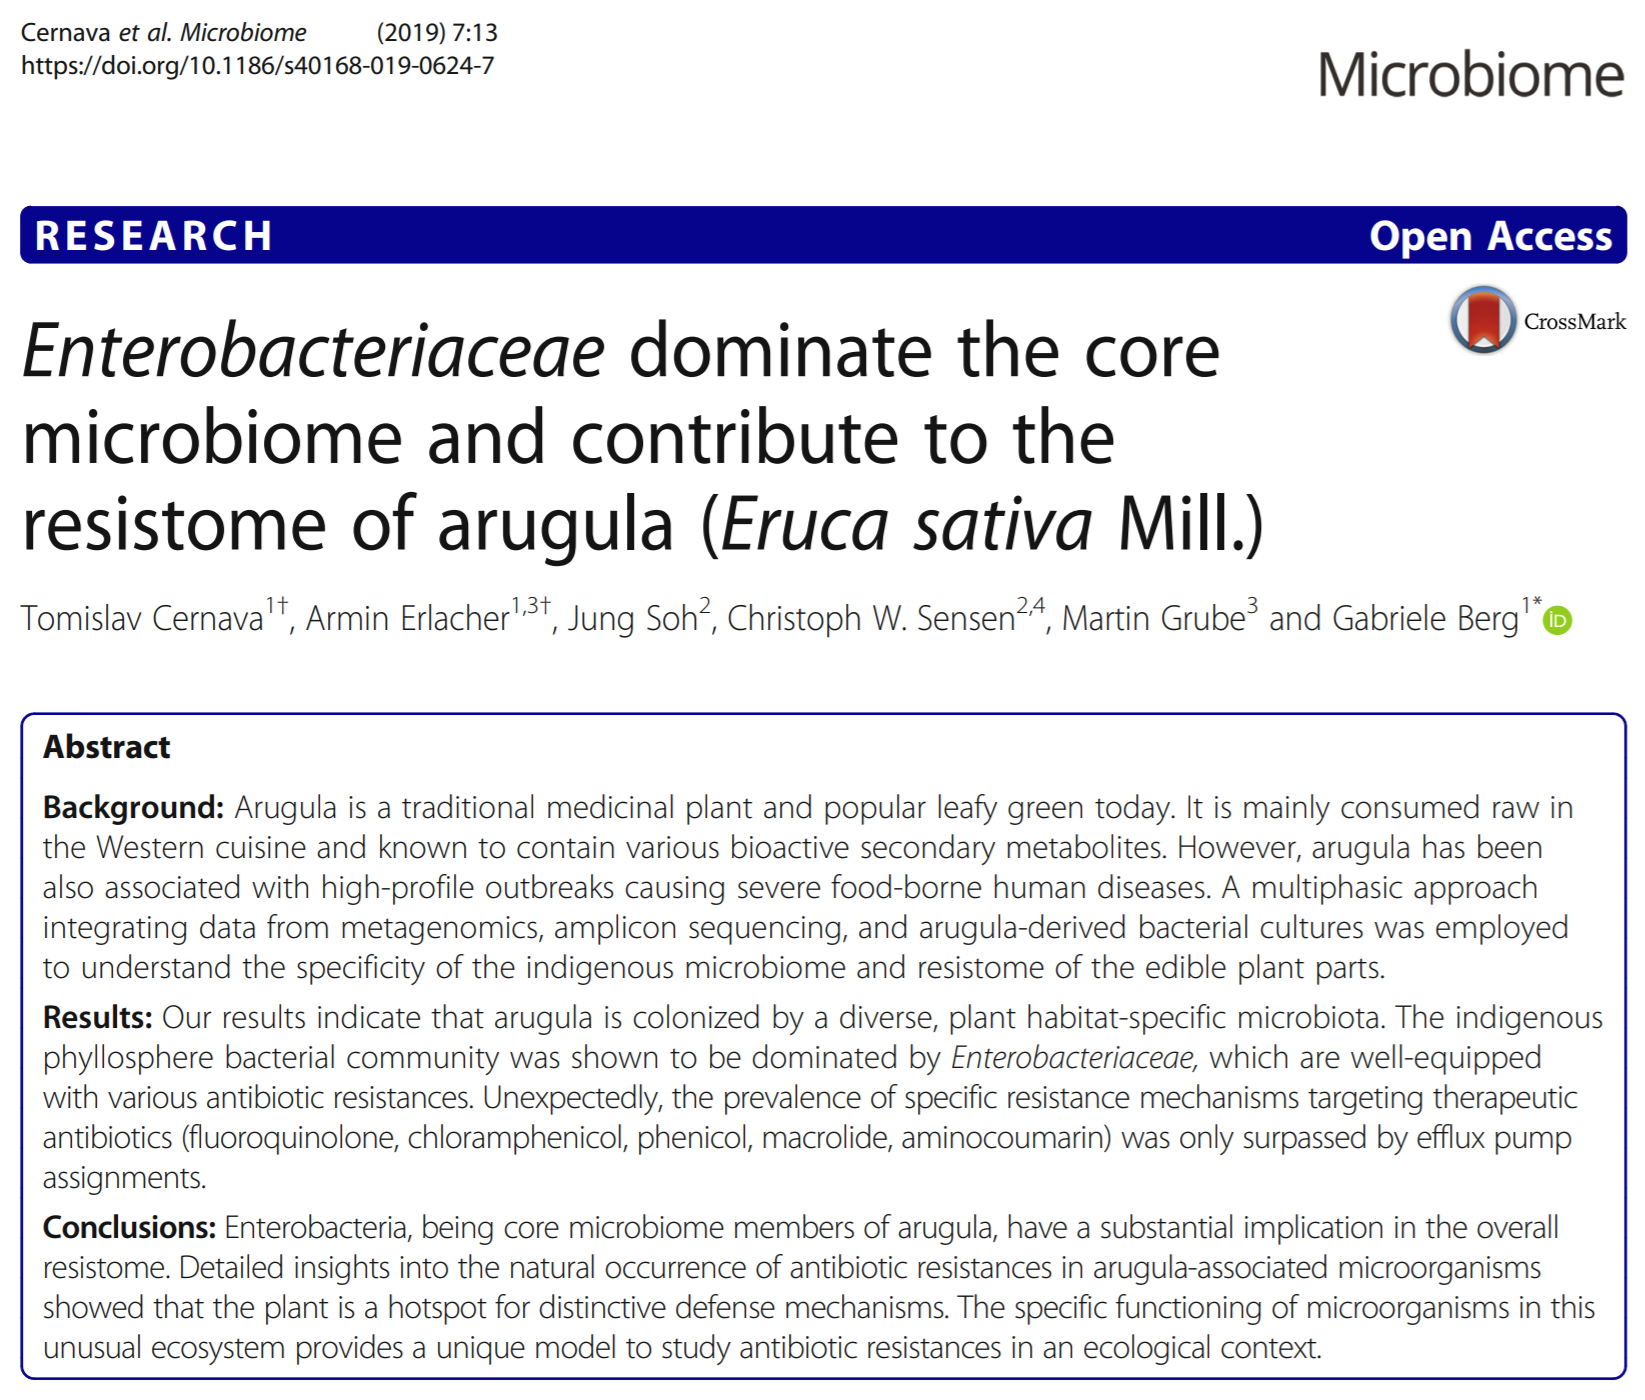 Cernava et al. Microbiome (2019) 7:13
https://doi.org/10.1186/s40168-019-0624-7
Microbiome
RESEARCH Open Access
CrossMark
Enterobacteriaceae dominate the core
microbiome and contribute to the
resistome of arugula (Eruca sativa Mill.)
Tomislav Cernava1†, Armin Erlacher1,3†, Jung Soh2, Christoph W. Sensen2,4, Martin Grube3 and Gabriele Berg1* iD
Abstract
Background: Arugula is a traditional medicinal plant and popular leafy green today. It is mainly consumed raw in
the Western cuisine and known to contain various bioactive secondary metabolites. However, arugula has been
also associated with high-profile outbreaks causing severe food-borne human diseases. A multiphasic approach
integrating data from metagenomics, amplicon sequencing, and arugula-derived bacterial cultures was employed
to understand the specificity of the indigenous microbiome and resistome of the edible plant parts.
Results: Our results indicate that arugula is colonized by a diverse, plant habitat-specific microbiota. The indigenous
phyllosphere bacterial community was shown to be dominated by Enterobacteriaceae, which are well-equipped
with various antibiotic resistances. Unexpectedly, the prevalence of specific resistance mechanisms targeting therapeutic
antibiotics (fluoroquinolone, chloramphenicol, phenicol, macrolide, aminocoumarin) was only surpassed by efflux pump
assignments.
Conclusions: Enterobacteria, being core microbiome members of arugula, have a substantial implication in the overall
resistome. Detailed insights into the natural occurrence of antibiotic resistances in arugula-associated microorganisms
showed that the plant is a hotspot for distinctive defense mechanisms. The specific functioning of microorganisms in this
unusual ecosystem provides a unique model to study antibiotic resistances in an ecological context.